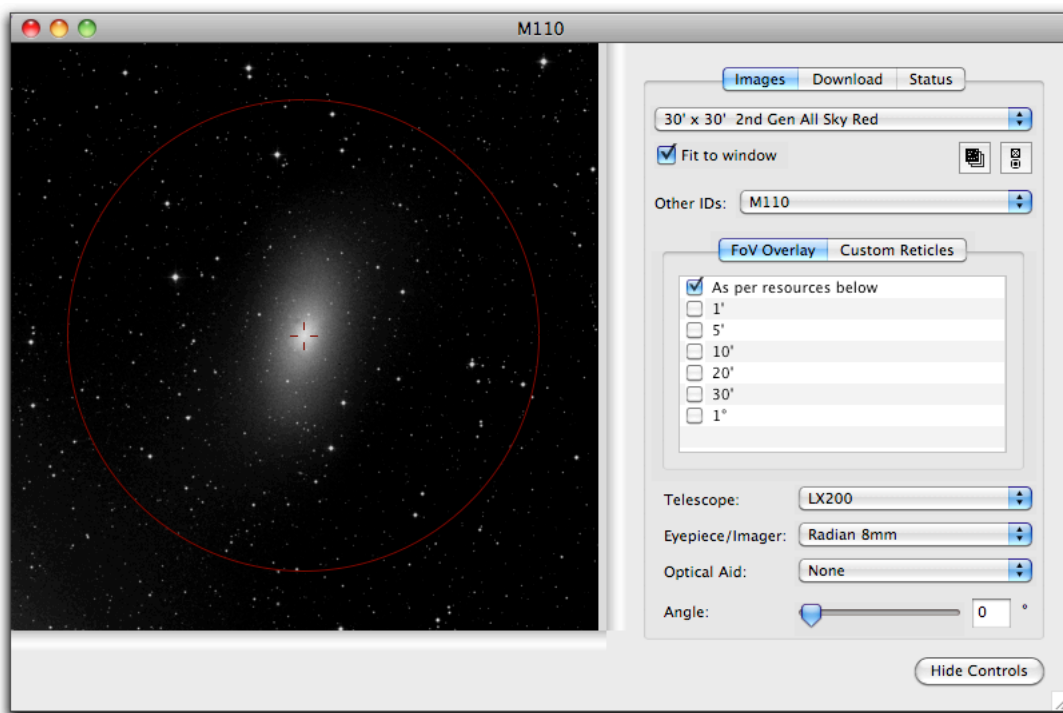 M110
Images Download Status
30' x 30' 2nd Gen All Sky Red
Fit to window
Other IDs: M110
FoV Overlay Custom Reticles
As per resources below
1'
5'
10'
20'
30'
1°
Telescope: LX200
Eyepiece/Imager: Radian 8mm
Optical Aid: None
Angle: 0 °
Hide Controls